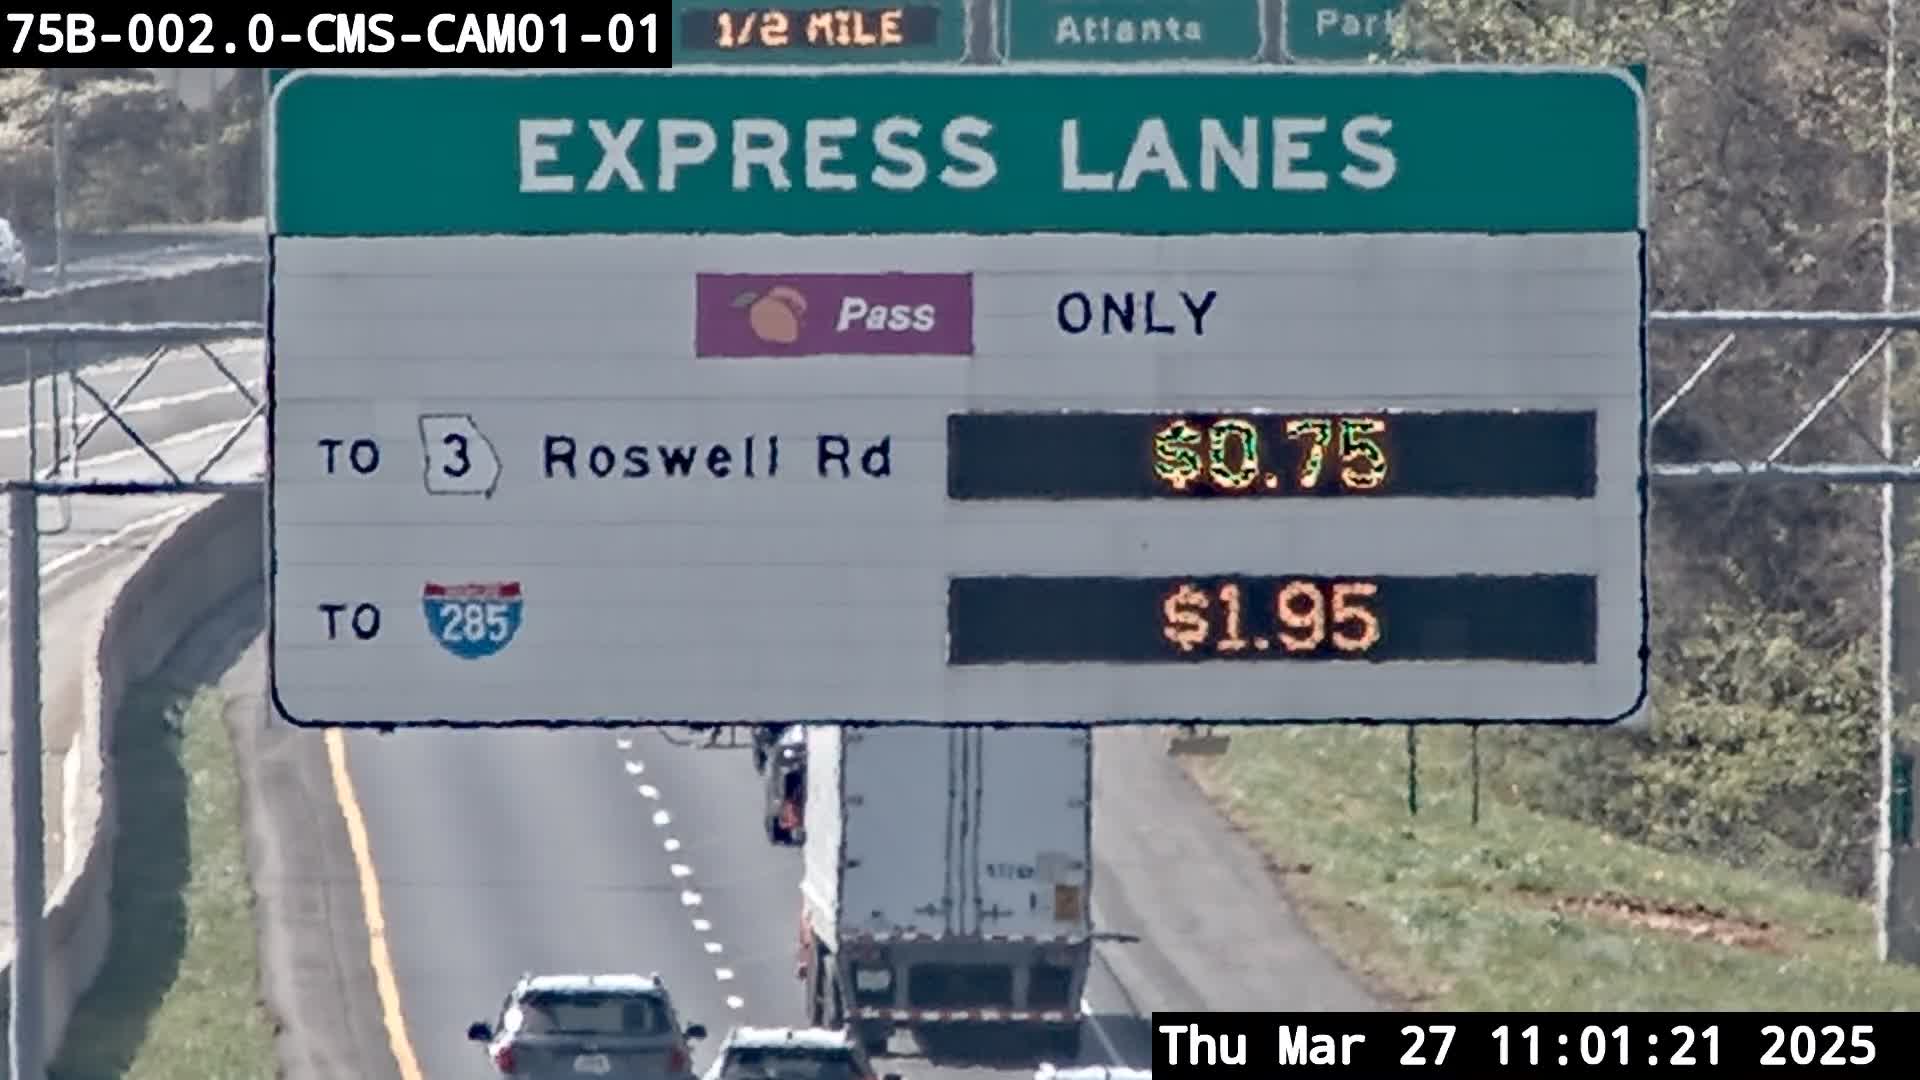 75B-002.0-CMS-CAM01-01
1/2 MILE
Atlanta
Park
EXPRESS LANES
Pass ONLY
TO 3 Roswell Rd $0.75
TO 285 $1.95
Thu Mar 27 11:01:21 2025